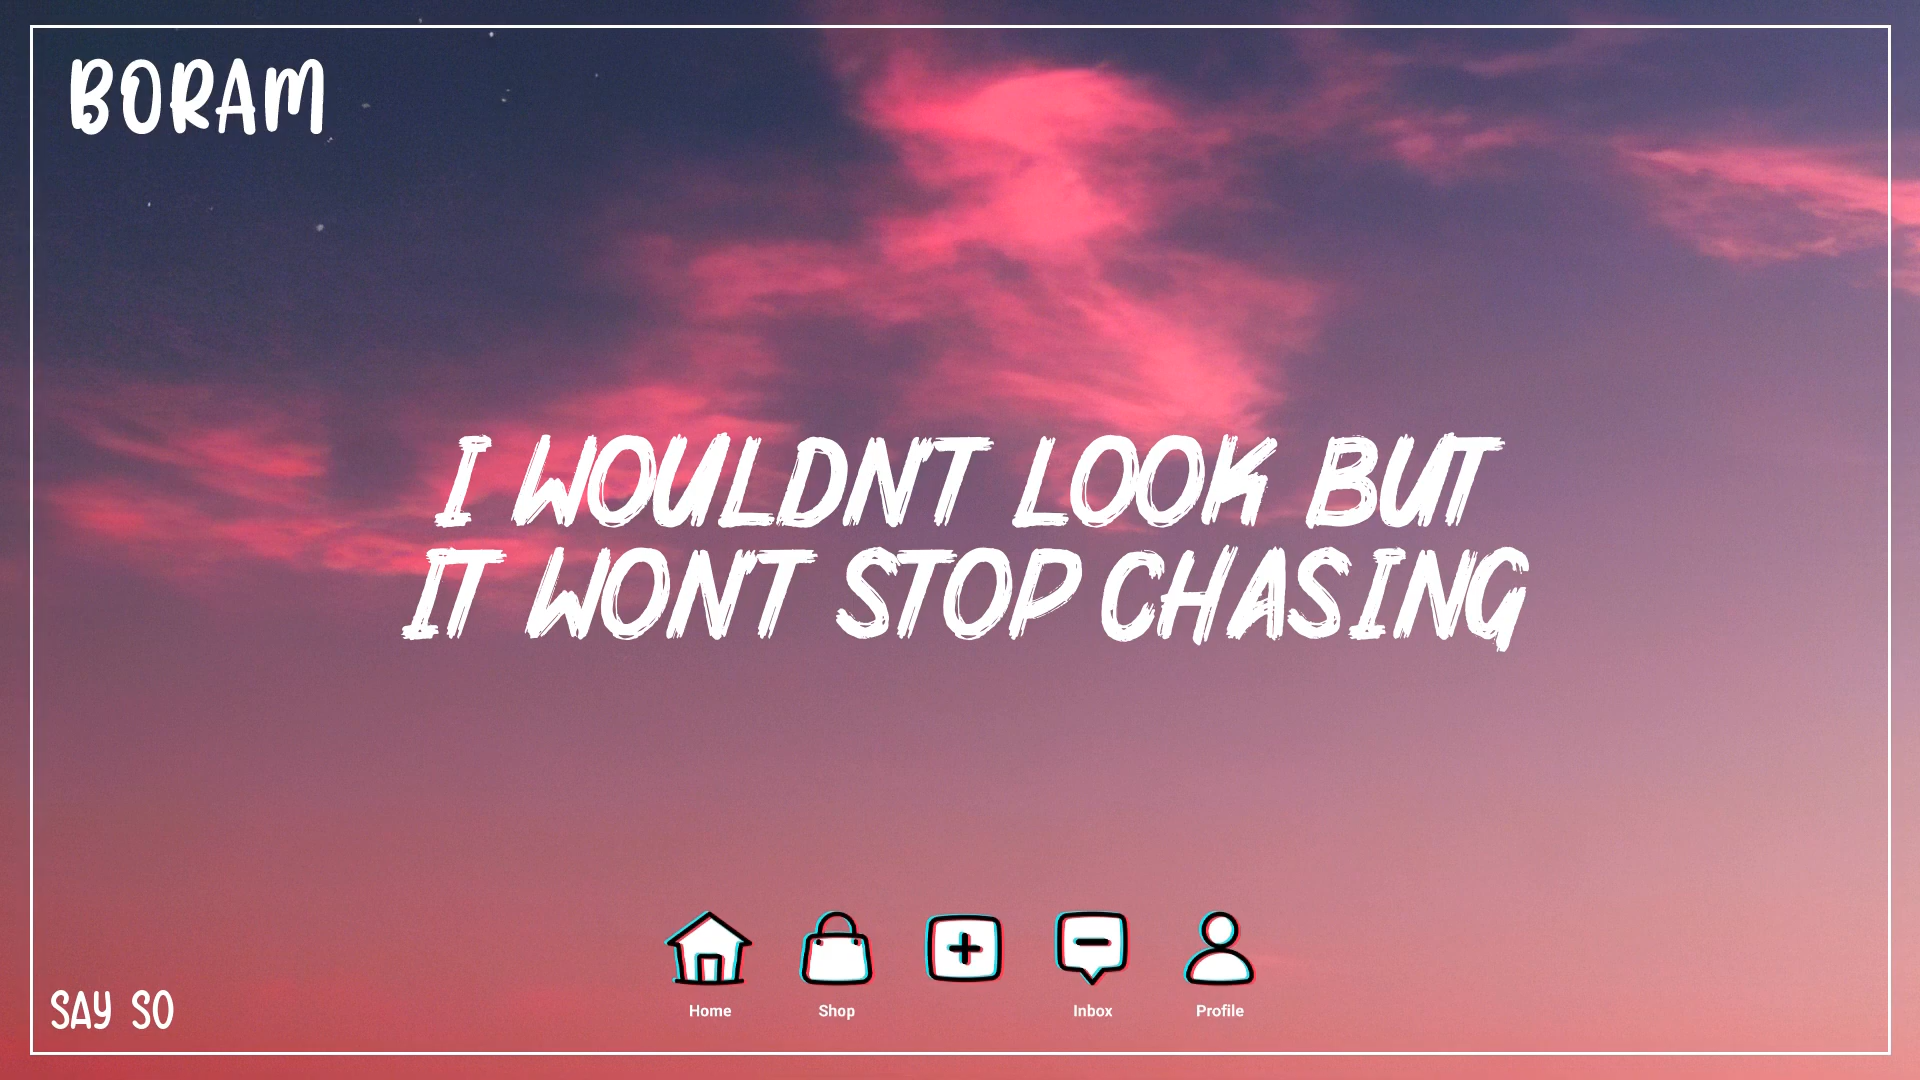 BORAM
I WOULDNT LOOK BUT
IT WONT STOP CHASING
Home
Shop
Inbox
Profile
SAY SO